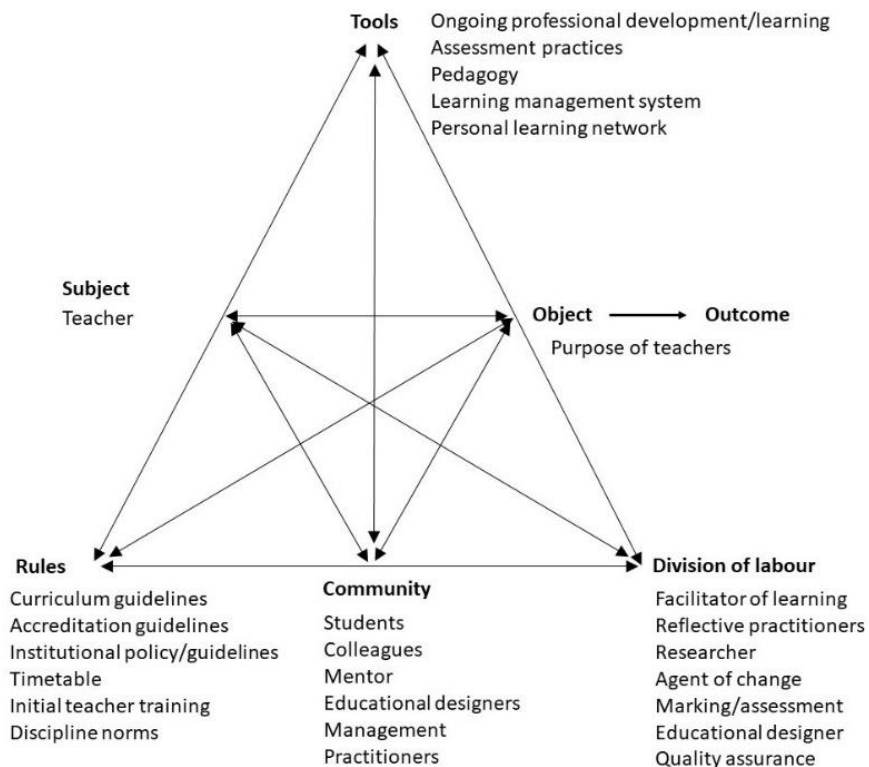 Tools
Ongoing professional development/learning
Assessment practices
Pedagogy
Learning management system
Personal learning network
Subject
Teacher
Object
Outcome
Purpose of teachers
Rules
Curriculum guidelines
Accreditation guidelines
Institutional policy/guidelines
Timetable
Initial teacher training
Discipline norms
Community
Students
Colleagues
Mentor
Educational designers
Management
Practitioners
Division of labour
Facilitator of learning
Reflective practitioners
Researcher
Agent of change
Marking/assessment
Educational designer
Quality assurance